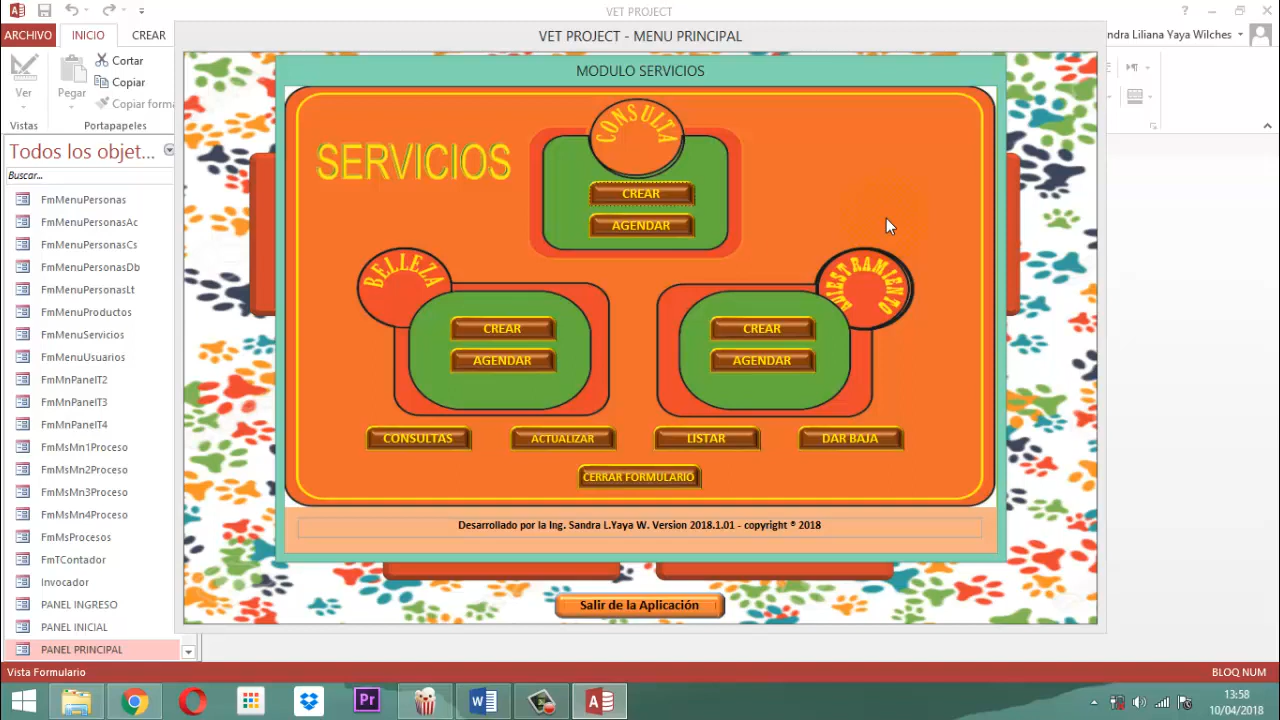 VET PROJECT
ARCHIVO INICIO CREAR
ndra Liliana Yaya Wilches
Ver
Pegar
Cortar
Copiar
Copiar forma
Vistas
Portapapeles
Todos los objet...
Buscar...
FmMenuPersonas
FmMenuPersonasAc
FmMenuPersonasCs
FmMenuPersonasDb
FmMenuPersonasLt
FmMenuProductos
FmMenuServicios
FmMenuUsuarios
FmMnPanelT2
FmMnPanelT3
FmMnPanelT4
FmMsMn1Proceso
FmMsMn2Proceso
FmMsMn3Proceso
FmMsMn4Proceso
FmMsProcesos
FmTContador
Invocador
PANEL INGRESO
PANEL INICIAL
PANEL PRINCIPAL
VET PROJECT - MENU PRINCIPAL
MODULO SERVICIOS
SERVICIOS
CONSULTA
CREAR
AGENDAR
BELLEZA
CREAR
AGENDAR
CREAR
AGENDAR
CONSULTAS ACTUALIZAR LISTAR DAR BAJA
CERRAR FORMULARIO
Desarrollado por la Ing. Sandra L.Yaya W. Version 2018.1.01 - copyright ® 2018
Salir de la Aplicación
Vista Formulario
BLOQ NUM
Pr
13:58
10/04/2018